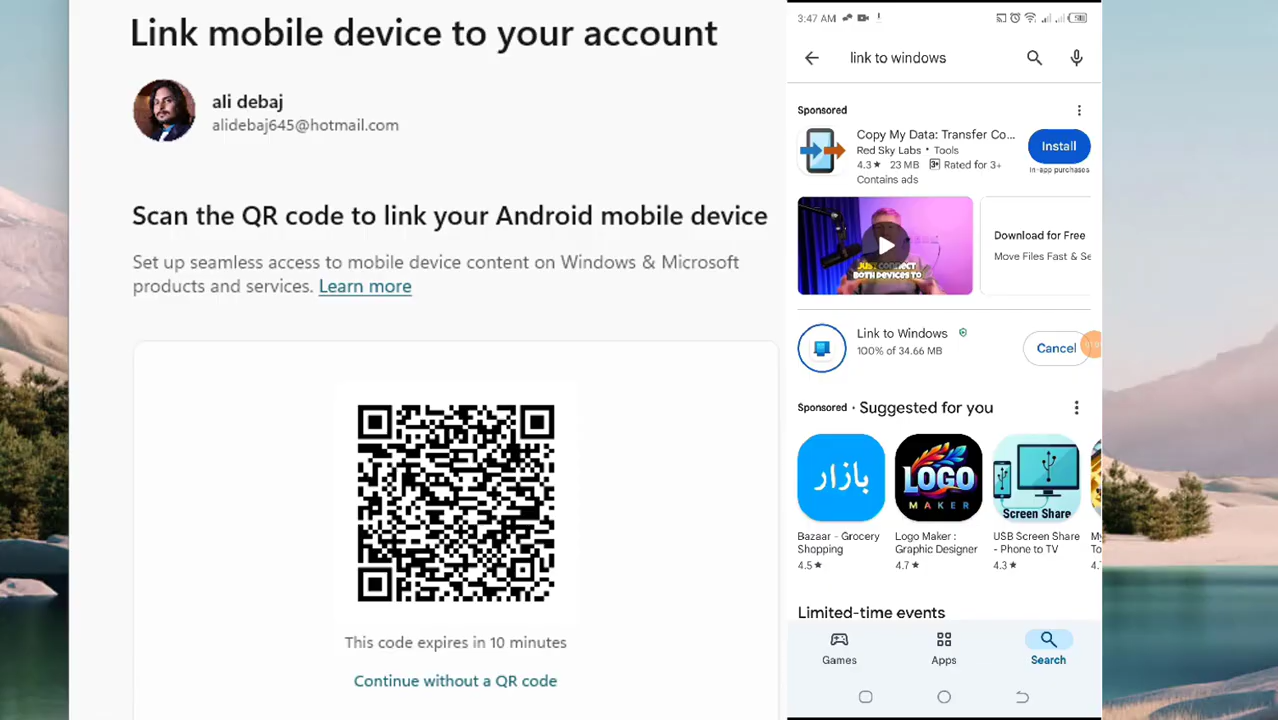 Link mobile device to your account
ali debaj
alidebaj645@hotmail.com
Scan the QR code to link your Android mobile device
Set up seamless access to mobile device content on Windows & Microsoft
products and services. Learn more
This code expires in 10 minutes
Continue without a QR code
3:47 AM
link to windows
Sponsored
Copy My Data: Transfer Co...
Red Sky Labs • Tools
4.3★ 23 MB 3+ Rated for 3+
Contains ads
Install
In-app purchases
JUST CONNECT
BOTH DEVICES TO
Download for Free
Move Files Fast & Se
Link to Windows
100% of 34.66 MB
Cancel
Sponsored · Suggested for you
بازار
LOGO
MAKER
Screen Share
Bazaar - Grocery
Shopping
4.5★
Logo Maker :
Graphic Designer
4.7★
USB Screen Share
- Phone to TV
4.3★
Limited-time events
Games
Apps
Search